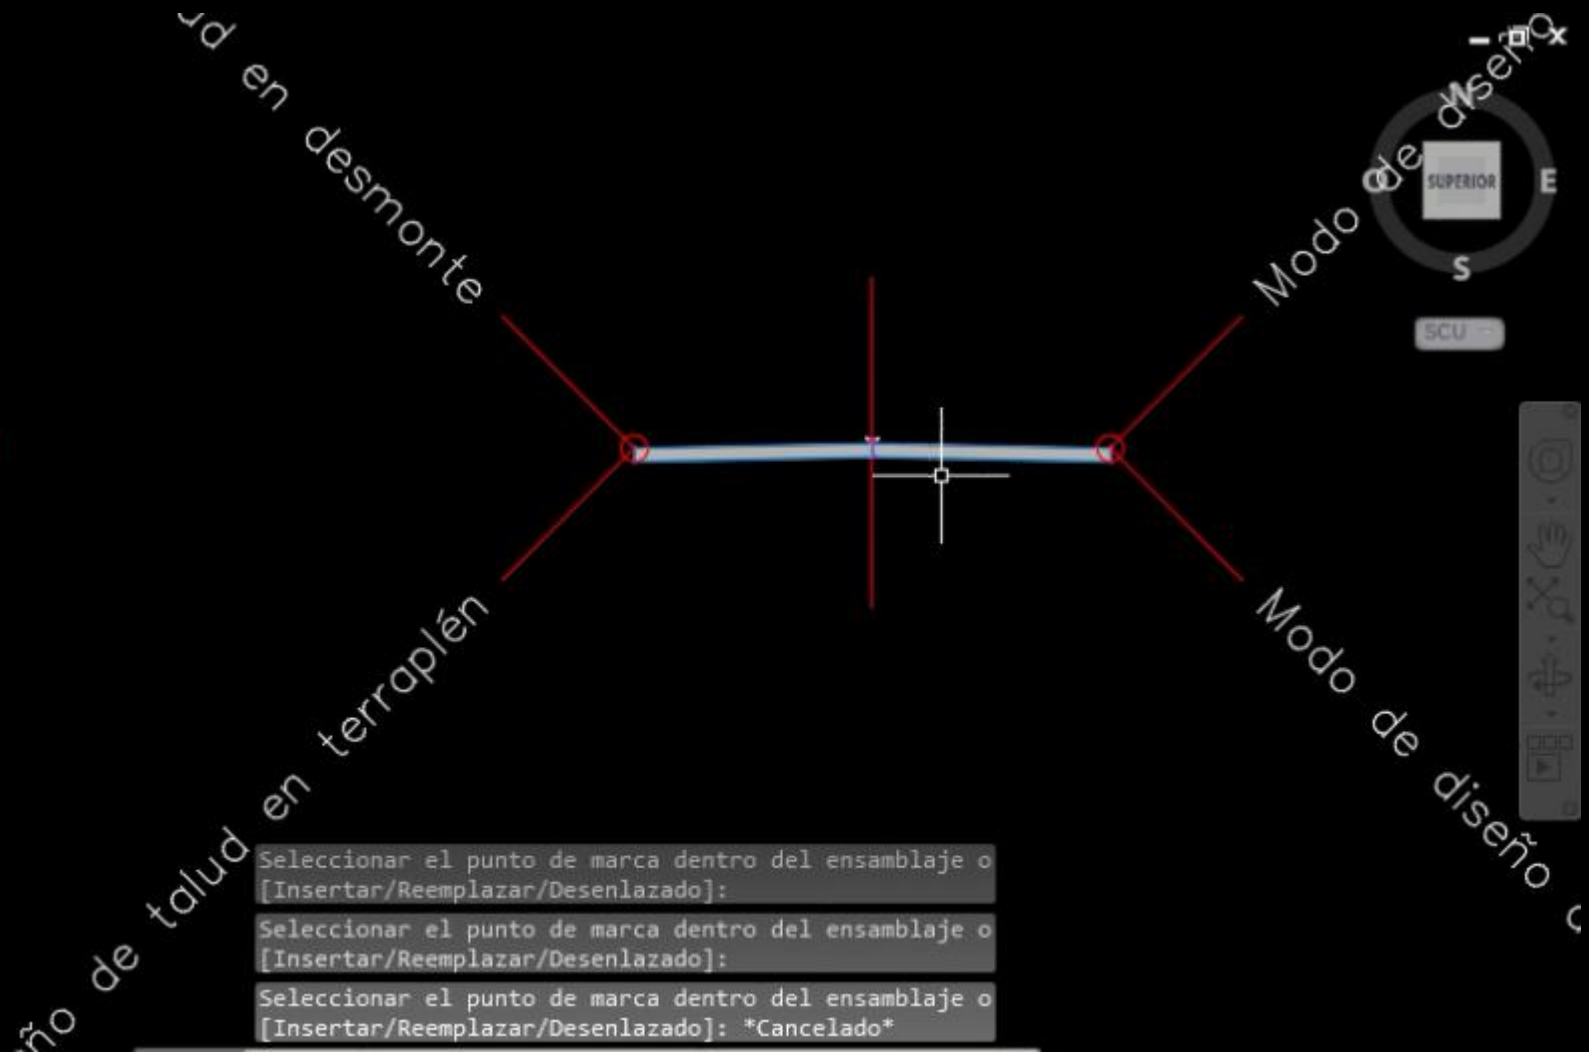 ud en desmonte
Modo de diseño
N
O
SUPERIOR
E
S
SCU
eño de talud en terraplén
Modo de diseño
Seleccionar el punto de marca dentro del ensamblaje o
[Insertar/Reemplazar/Desenlazado]:
Seleccionar el punto de marca dentro del ensamblaje o
[Insertar/Reemplazar/Desenlazado]:
Seleccionar el punto de marca dentro del ensamblaje o
[Insertar/Reemplazar/Desenlazado]: *Cancelado*